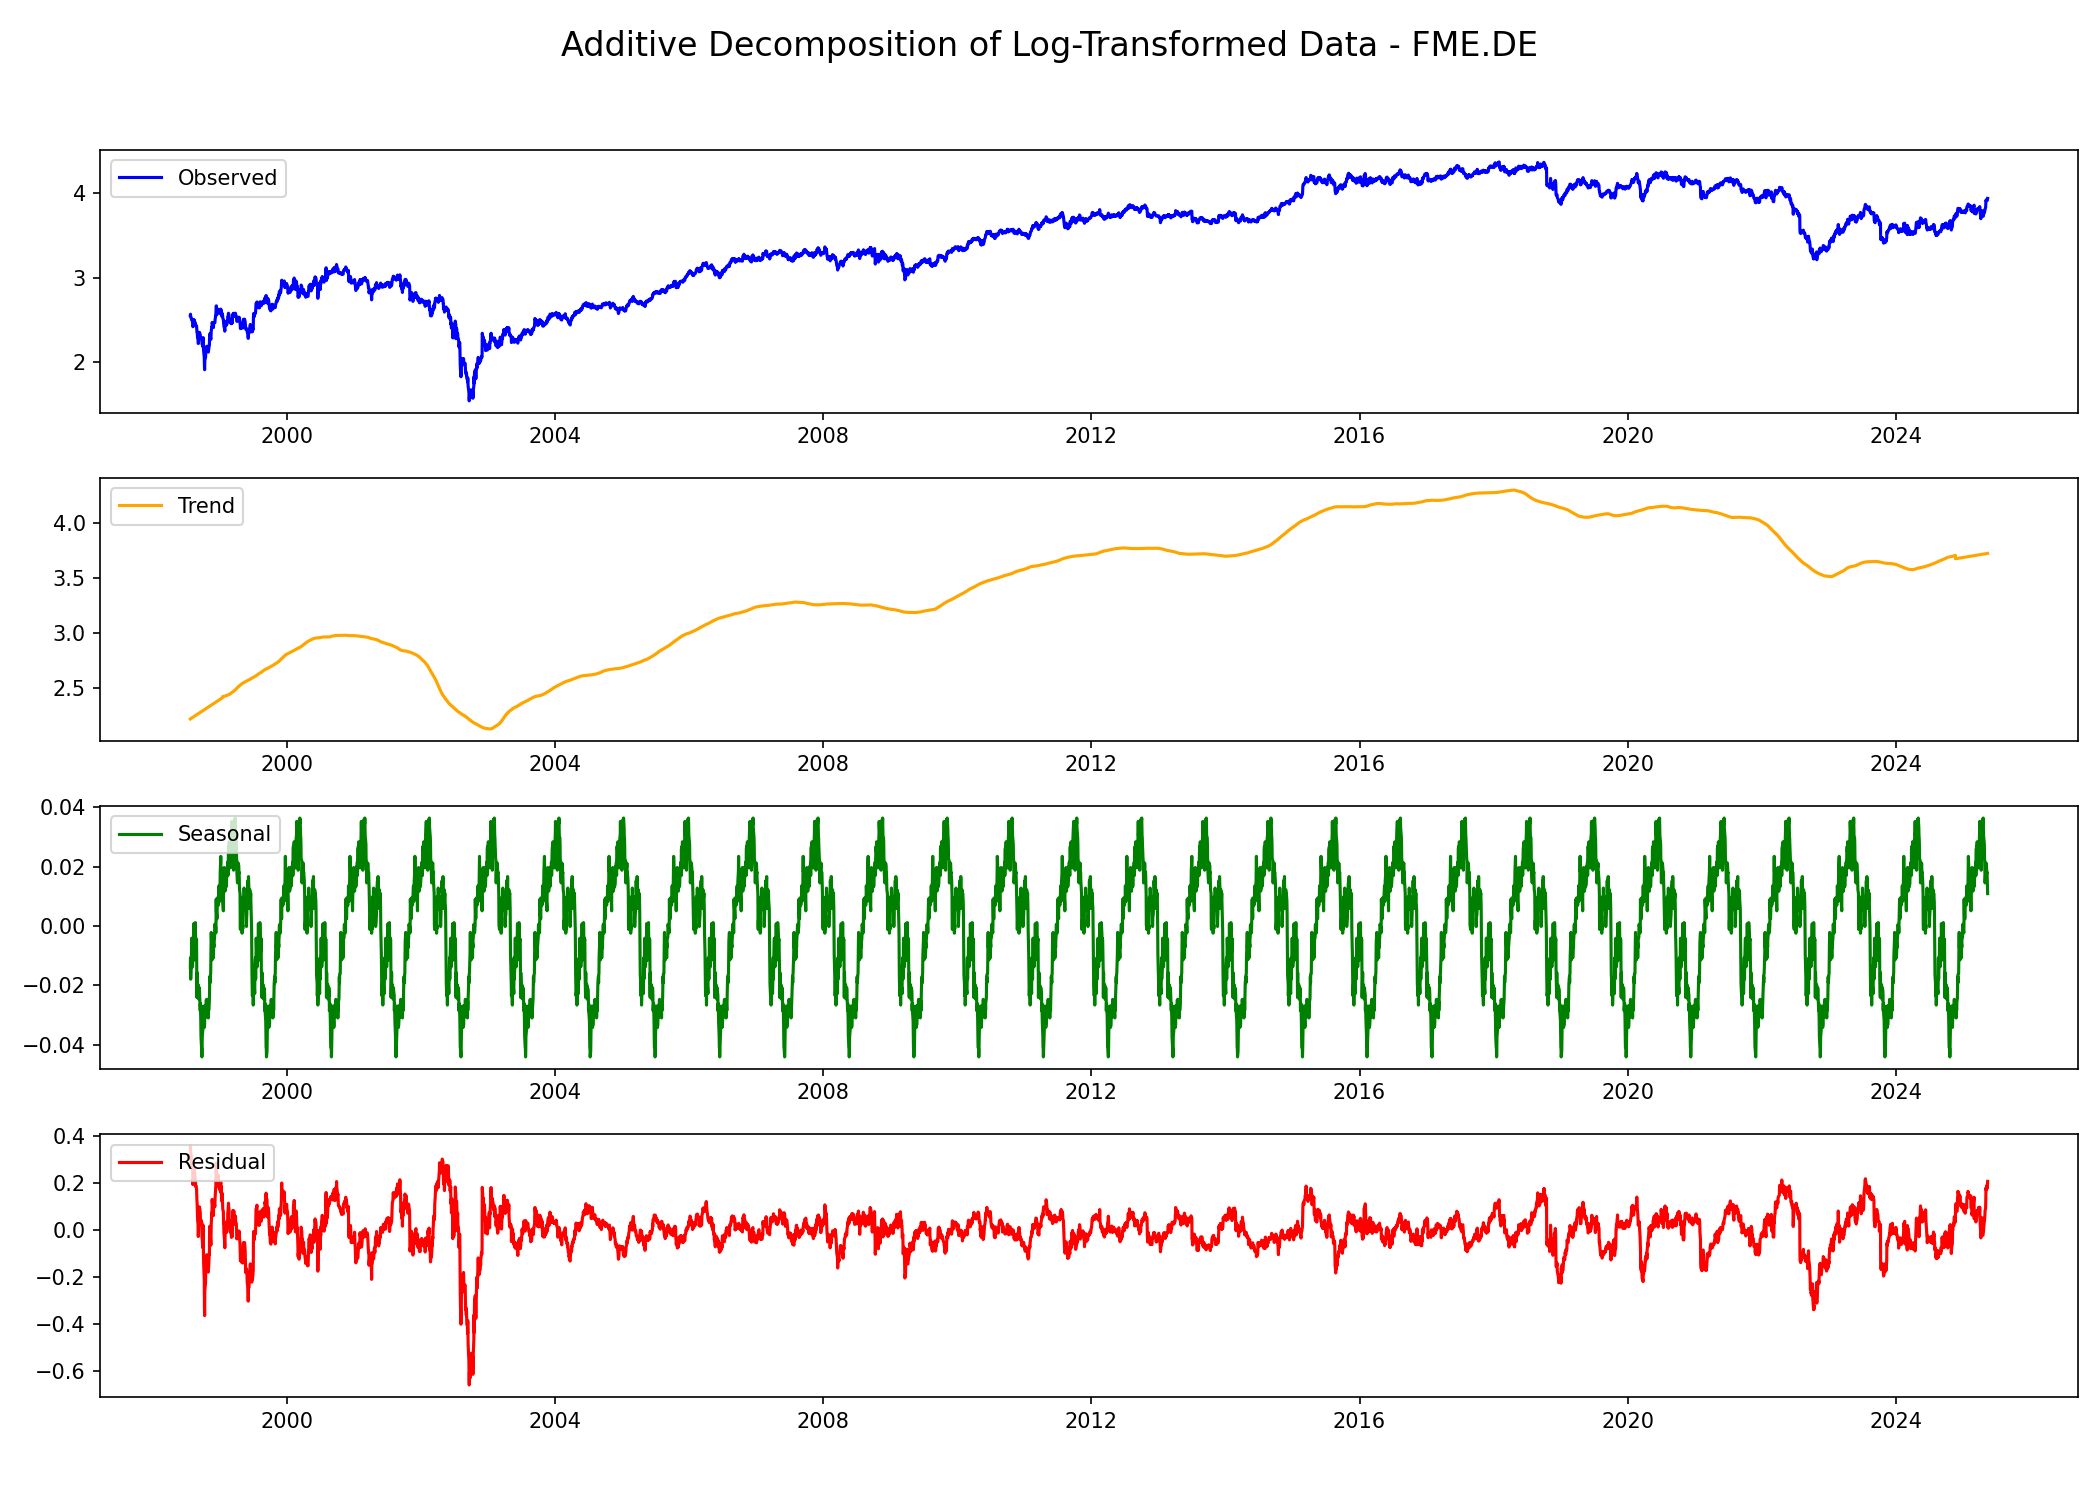 Additive Decomposition of Log-Transformed Data - FME.DE
Observed
4
3
2
2000 2004 2008 2012 2016 2020 2024
Trend
4.0
3.5
3.0
2.5
2000 2004 2008 2012 2016 2020 2024
Seasonal
0.04
0.02
0.00
−0.02
−0.04
2000 2004 2008 2012 2016 2020 2024
Residual
0.4
0.2
0.0
−0.2
−0.4
−0.6
2000 2004 2008 2012 2016 2020 2024